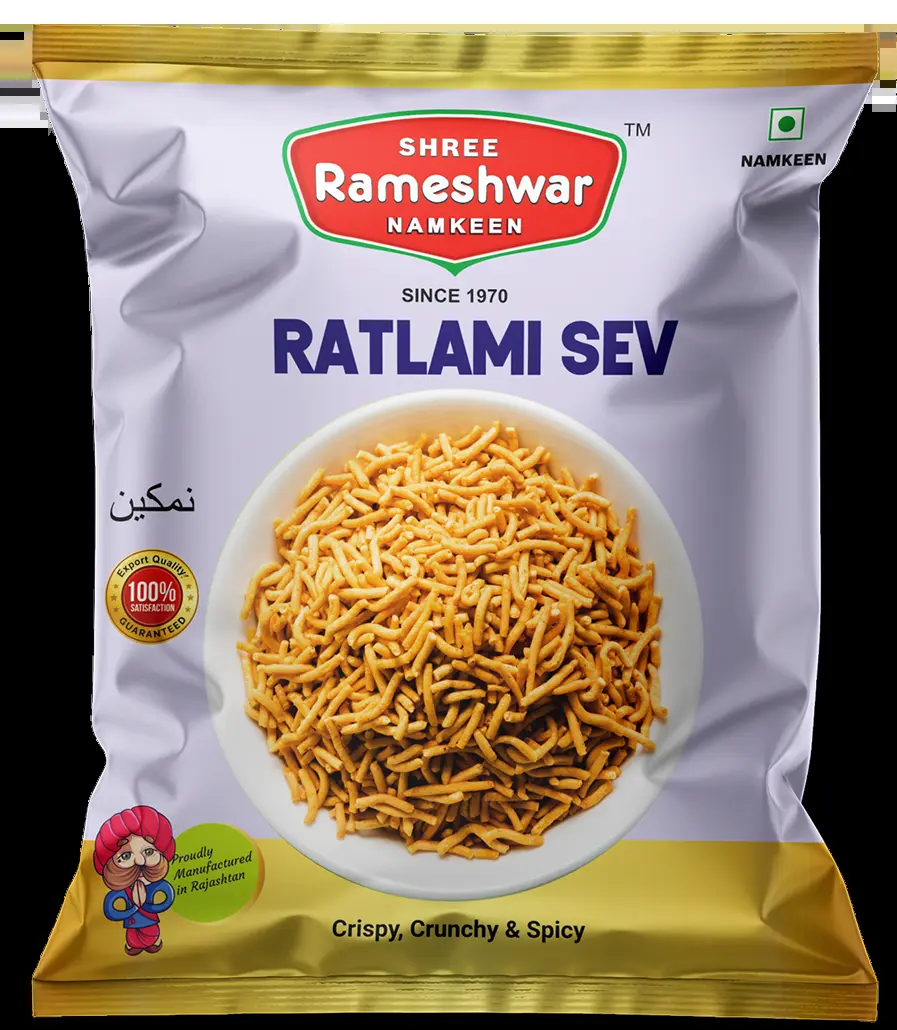 SHREE
Rameshwar
NAMKEEN
TM
NAMKEEN
SINCE 1970
RATLAMI SEV
نمكين
Export Quality
100%
SATISFACTION
GUARANTEED
Proudly
Manufactured
in Rajashtan
Crispy, Crunchy & Spicy